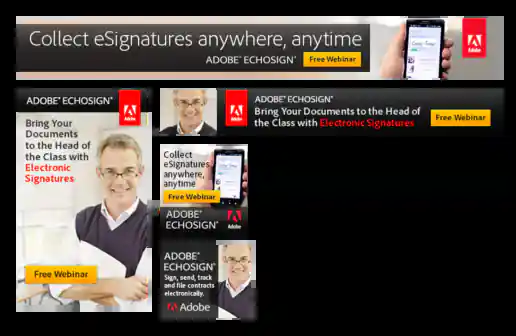 Collect eSignatures anywhere, anytime
ADOBE® ECHOSIGN® Free Webinar
Adobe
ADOBE® ECHOSIGN®
Adobe
Bring Your
Documents
to the Head of
the Class with
Electronic
Signatures
Free Webinar
Adobe
ADOBE® ECHOSIGN®
Bring Your Documents to the Head of
the Class with Electronic Signatures
Free Webinar
Collect
eSignatures
anywhere,
anytime
Free Webinar
ADOBE®
ECHOSIGN®
Adobe
ADOBE®
ECHOSIGN®
Sign, send, track
and file contracts
electronically.
Adobe